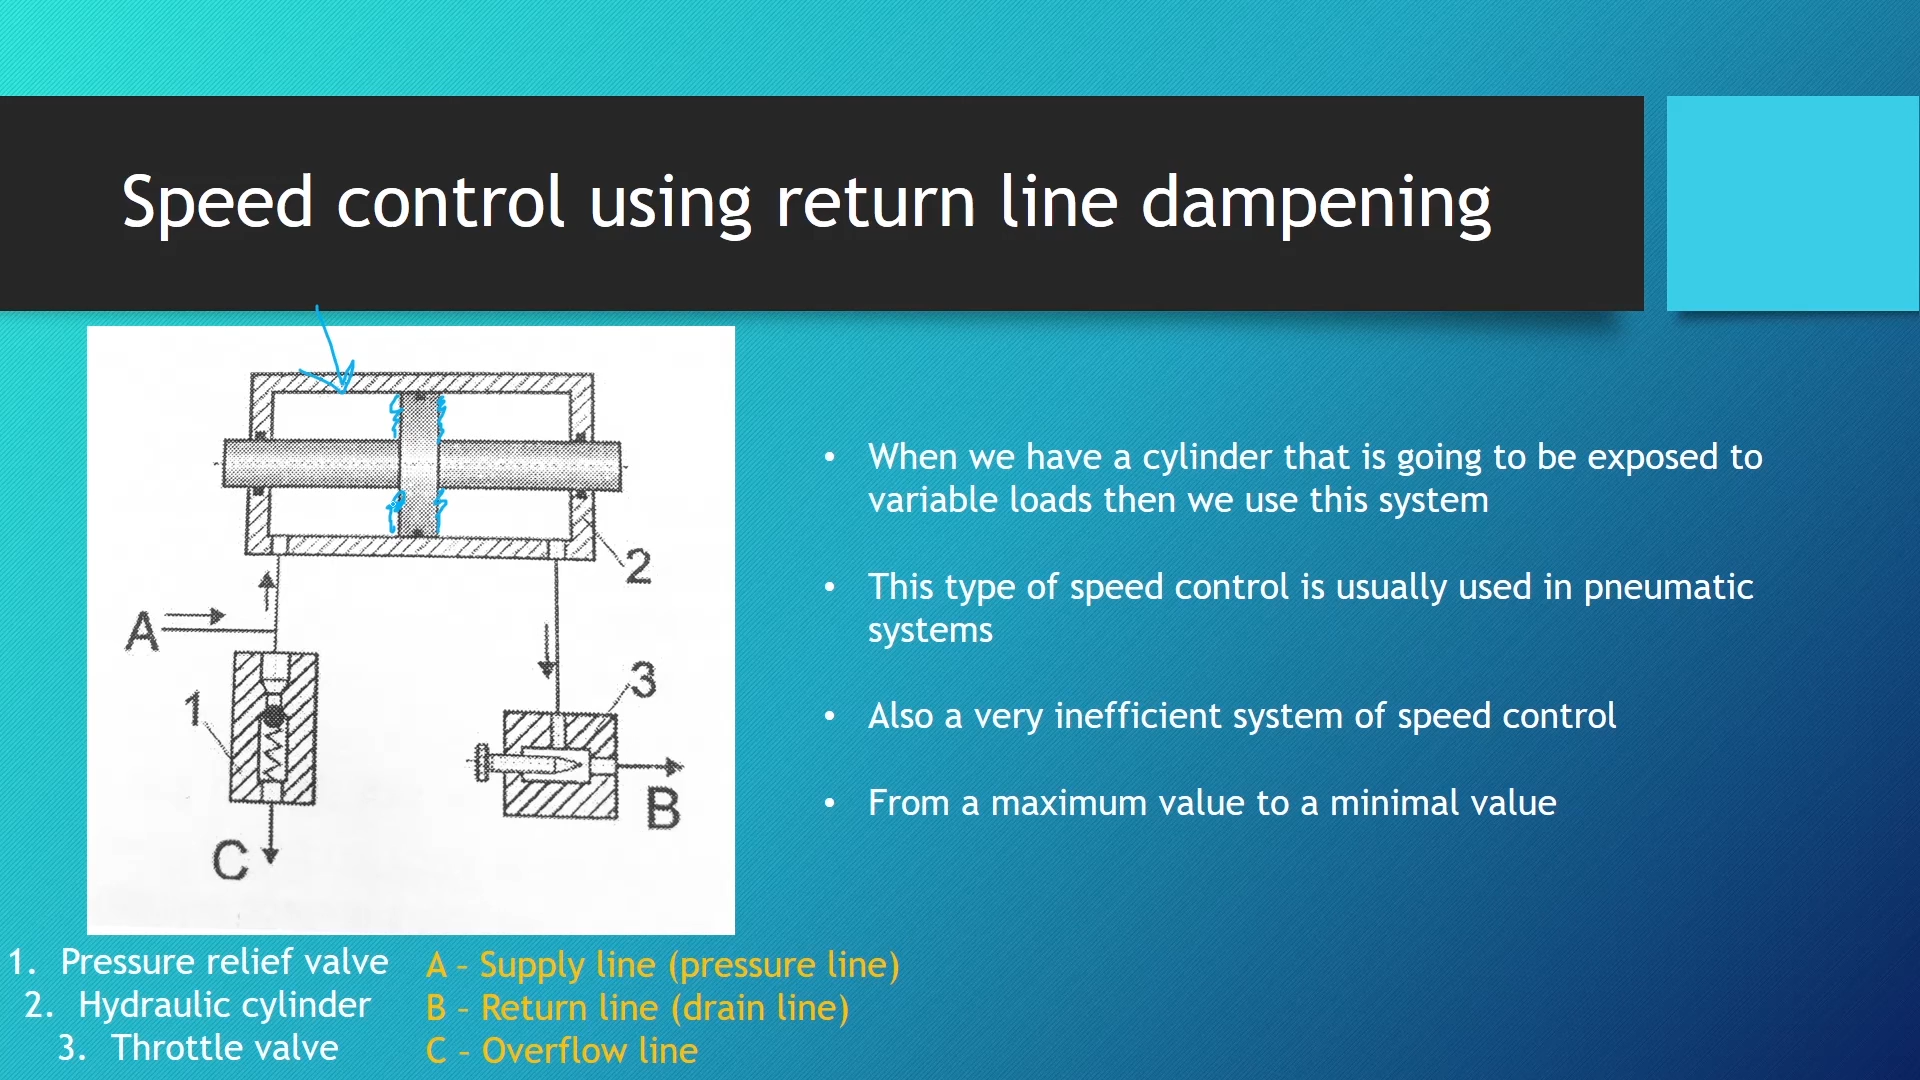 Speed control using return line dampening
2
A
3
1
B
C
• When we have a cylinder that is going to be exposed to
variable loads then we use this system
• This type of speed control is usually used in pneumatic
systems
• Also a very inefficient system of speed control
• From a maximum value to a minimal value
1. Pressure relief valve
2. Hydraulic cylinder
3. Throttle valve
A – Supply line (pressure line)
B – Return line (drain line)
C – Overflow line